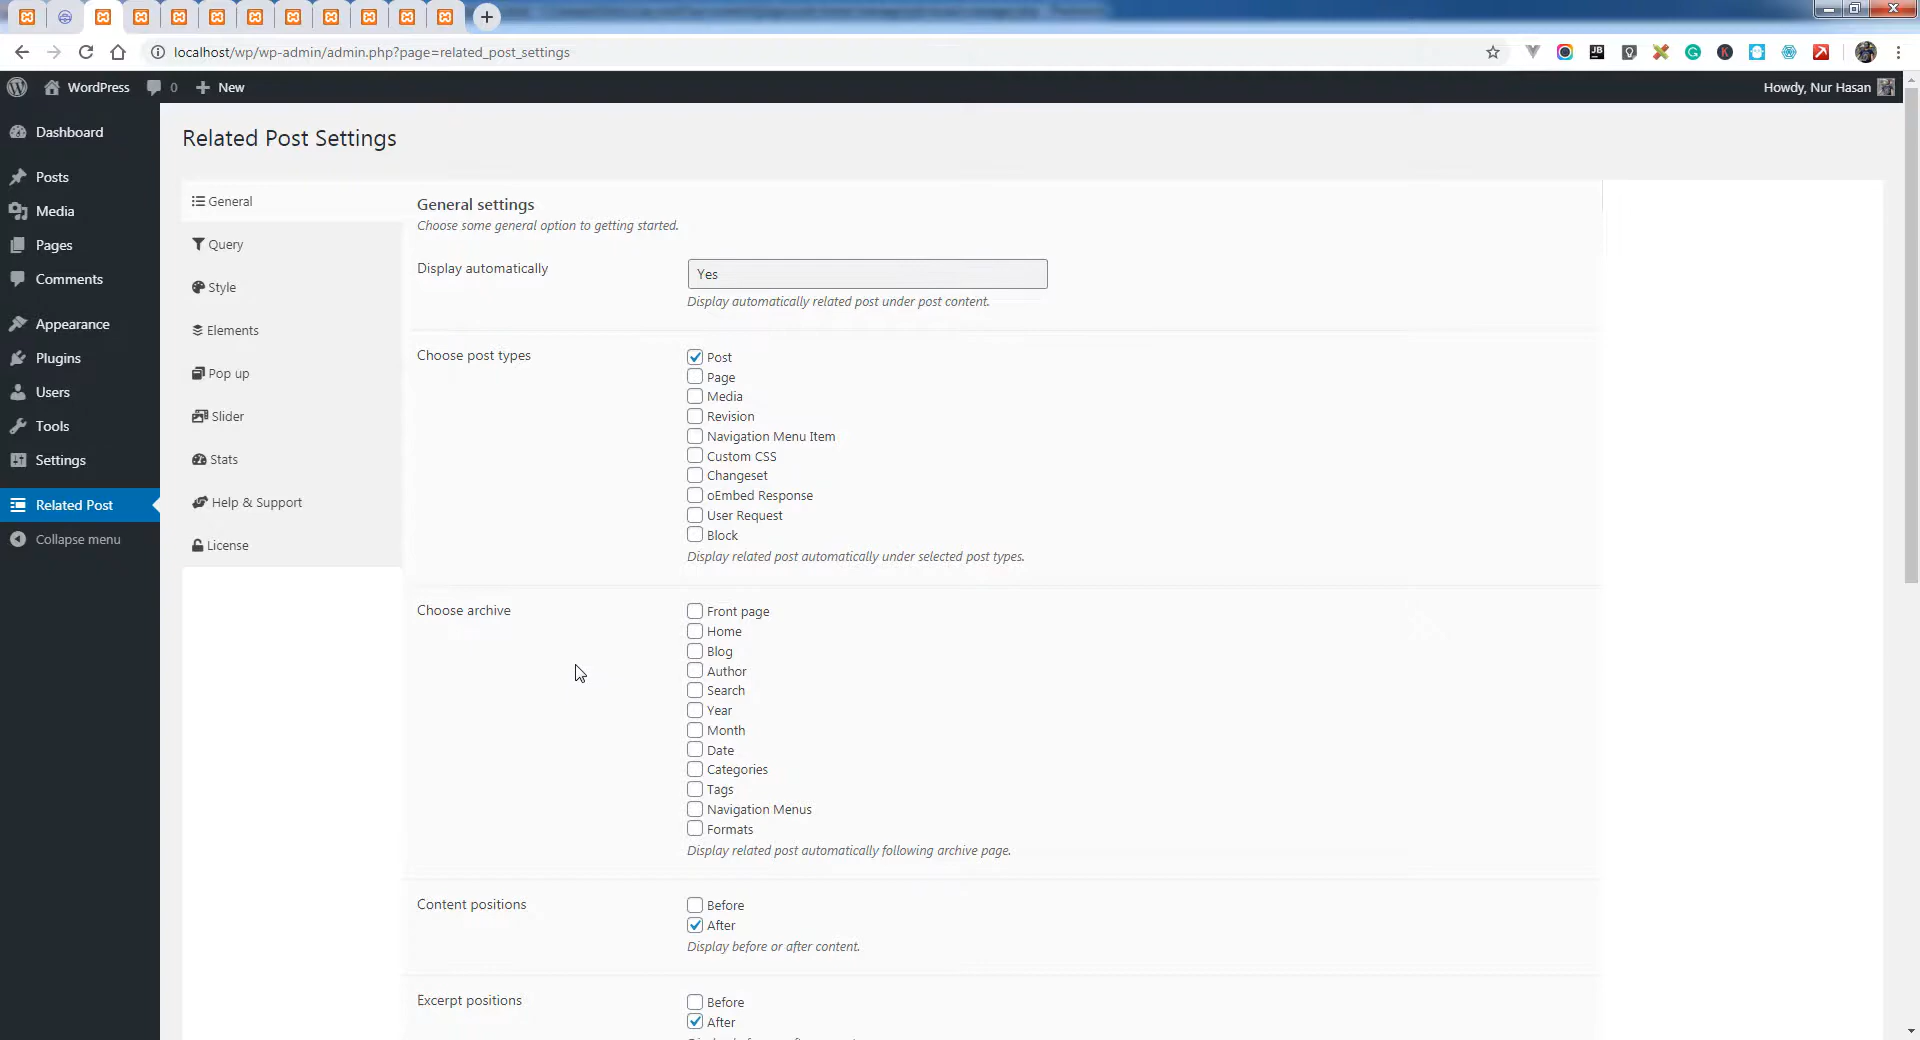 localhost/wp/wp-admin/admin.php?page=related_post_settings
WordPress
0
New
Howdy, Nur Hasan
Dashboard
Posts
Media
Pages
Comments
Appearance
Plugins
Users
Tools
Settings
Related Post
Collapse menu
Related Post Settings
General
Query
Style
Elements
Pop up
Slider
Stats
Help & Support
License
General settings
Choose some general option to getting started.
Display automatically
Yes
Display automatically related post under post content.
Choose post types
Post
Page
Media
Revision
Navigation Menu Item
Custom CSS
Changeset
oEmbed Response
User Request
Block
Display related post automatically under selected post types.
Choose archive
Front page
Home
Blog
Author
Search
Year
Month
Date
Categories
Tags
Navigation Menus
Formats
Display related post automatically following archive page.
Content positions
Before
After
Display before or after content.
Excerpt positions
Before
After